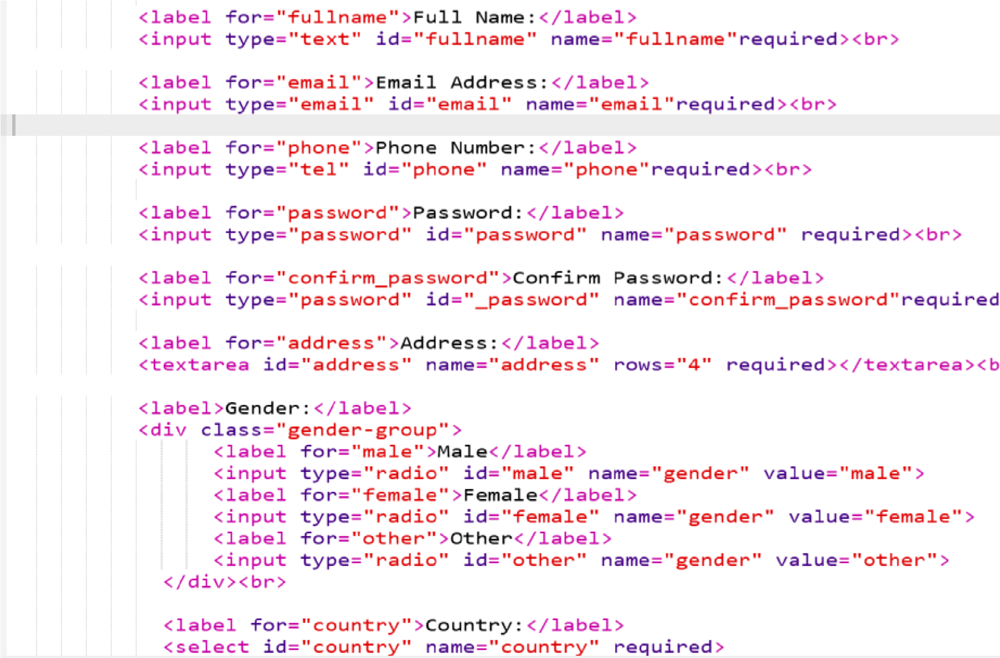 <label for="fullname">Full Name:</label>
<input type="text" id="fullname" name="fullname"required><br>
<label for="email">Email Address:</label>
<input type="email" id="email" name="email"required><br>
<label for="phone">Phone Number:</label>
<input type="tel" id="phone" name="phone"required><br>
<label for="password">Password:</label>
<input type="password" id="password" name="password" required><br>
<label for="confirm_password">Confirm Password:</label>
<input type="password" id="_password" name="confirm_password"required
<label for="address">Address:</label>
<textarea id="address" name="address" rows="4" required></textarea><b
<label>Gender:</label>
<div class="gender-group">
<label for="male">Male</label>
<input type="radio" id="male" name="gender" value="male">
<label for="female">Female</label>
<input type="radio" id="female" name="gender" value="female">
<label for="other">Other</label>
<input type="radio" id="other" name="gender" value="other">
</div><br>
<label for="country">Country:</label>
<select id="country" name="country" required>